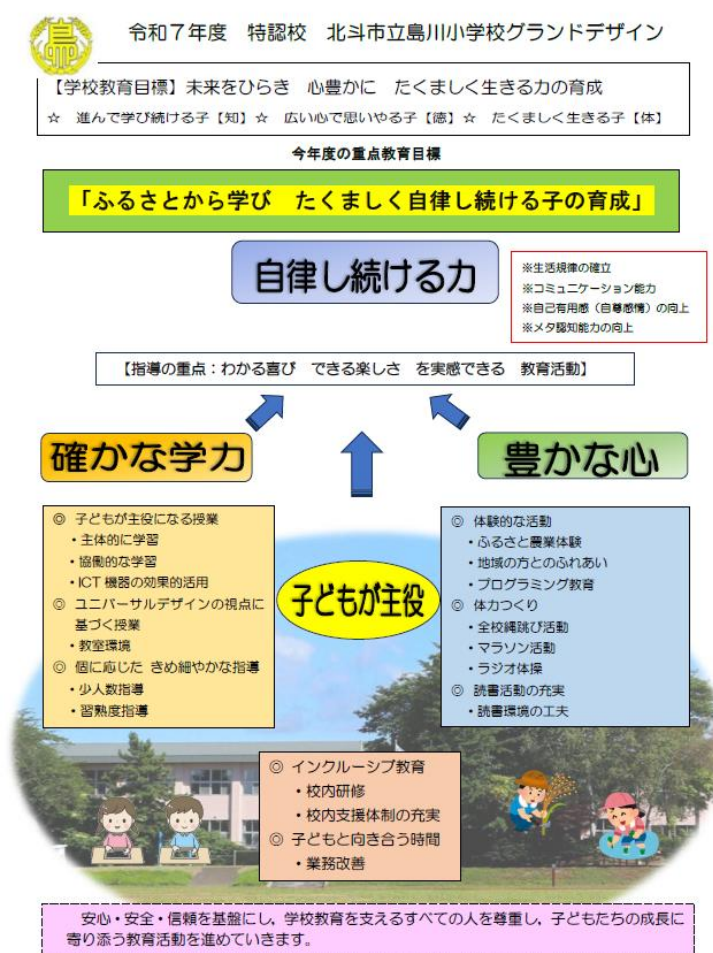 令和７年度　特認校　北斗市立島川小学校グランドデザイン
【学校教育目標】未来をひらき　心豊かに　たくましく生きる力の育成
☆　進んで学び続ける子【知】☆　広い心で思いやる子【徳】☆　たくましく生きる子【体】
今年度の重点教育目標
「ふるさとから学び　たくましく自律し続ける子の育成」
自律し続ける力
※生活規律の確立
※コミュニケーション能力
※自己有用感（自尊感情）の向上
※メタ認知能力の向上
【指導の重点：わかる喜び　できる楽しさ　を実感できる　教育活動】
確かな学力
豊かな心
◎　子どもが主役になる授業
・主体的に学習
・協働的な学習
・ICT 機器の効果的活用
◎　ユニバーサルデザインの視点に
基づく授業
・教室環境
◎　個に応じた きめ細やかな指導
・少人数指導
・習熟度指導
子どもが主役
◎　体験的な活動
・ふるさと農業体験
・地域の方とのふれあい
・プログラミング教育
◎　体力つくり
・全校縄跳び活動
・マラソン活動
・ラジオ体操
◎　読書活動の充実
・読書環境の工夫
◎　インクルーシブ教育
・校内研修
・校内支援体制の充実
◎　子どもと向き合う時間
・業務改善
安心・安全・信頼を基盤にし，学校教育を支えるすべての人を尊重し，子どもたちの成長に
寄り添う教育活動を進めていきます。